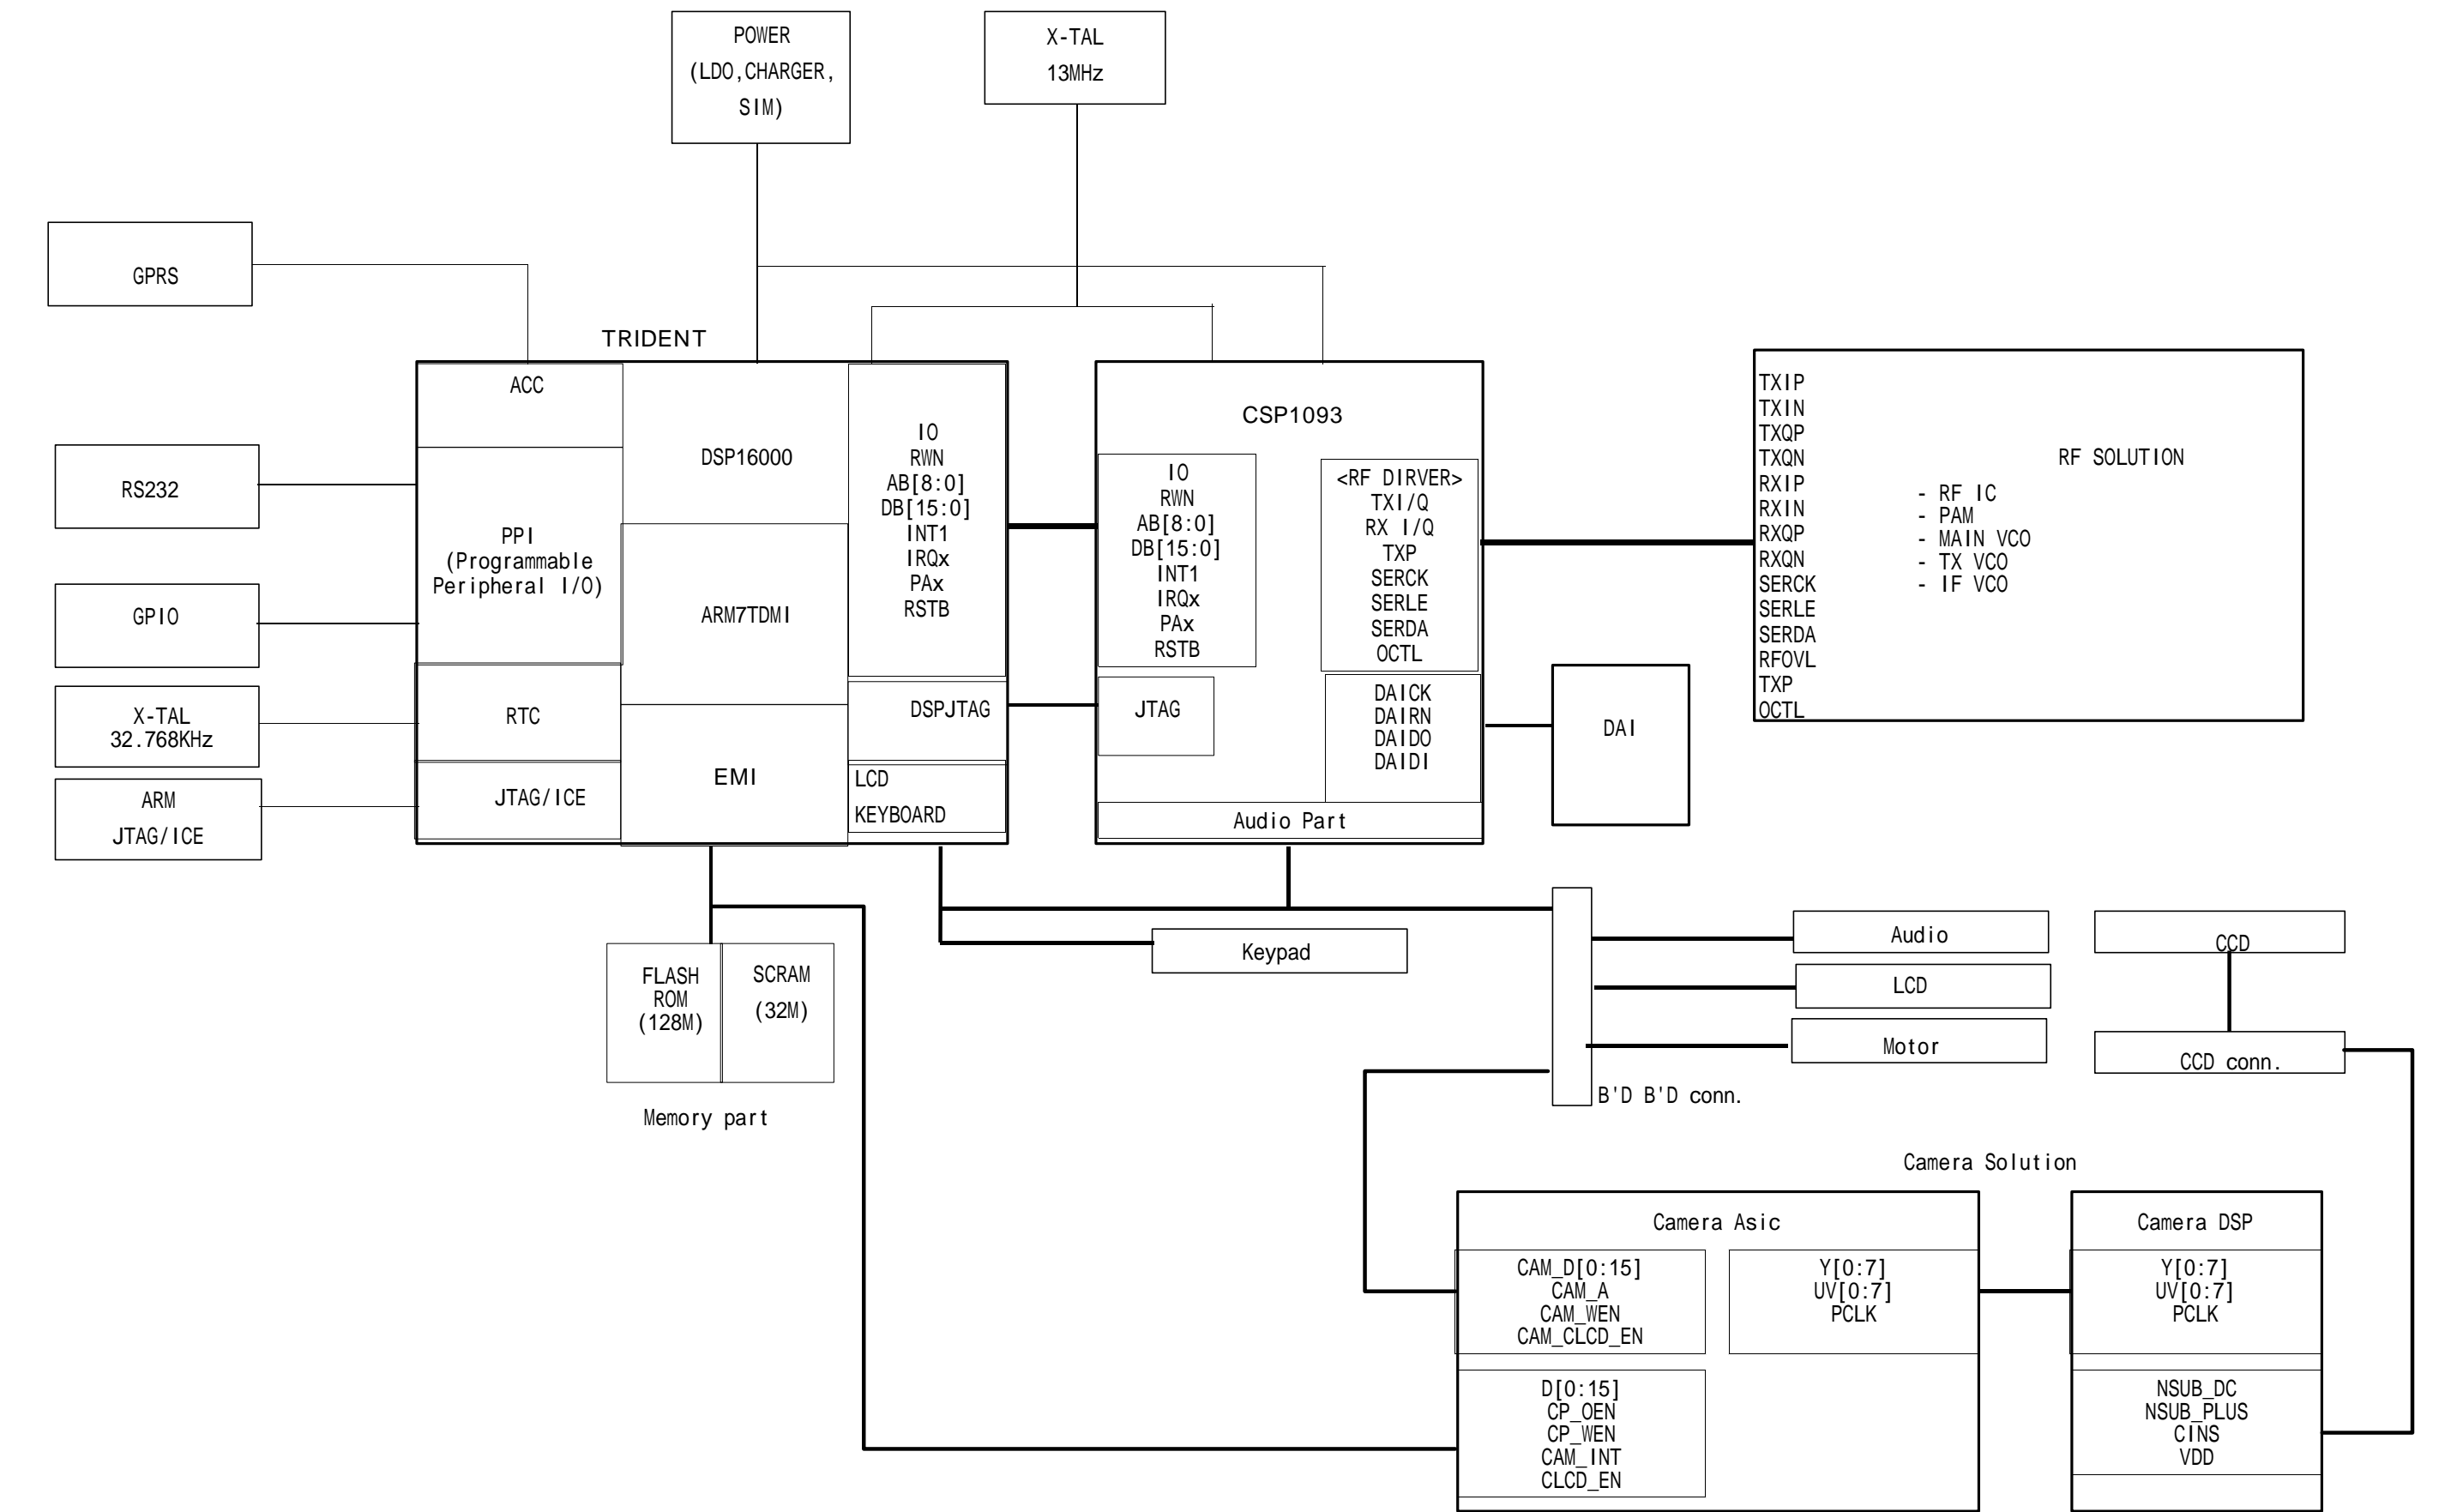 POWER
(LDO,CHARGER,
SIM)
X-TAL
13MHz
GPRS
TRIDENT
ACC
DSP16000
IO
RWN
AB[8:0]
DB[15:0]
INT1
IRQx
PAx
RSTB
RS232
PPI
(Programmable
Peripheral I/O)
GPIO
ARM7TDMI
X-TAL
32.768KHz
RTC
DSPJTAG
ARM
JTAG/ICE
JTAG/ICE
EMI
LCD
KEYBOARD
CSP1093
IO
RWN
AB[8:0]
DB[15:0]
INT1
IRQx
PAx
RSTB
<RF DIRVER>
TXI/Q
RX I/Q
TXP
SERCK
SERLE
SERDA
OCTL
JTAG
DAICK
DAIRN
DAIDO
DAIDI
Audio Part
DAI
TXIP
TXIN
TXQP
TXQN
RXIP
RXIN
RXQP
RXQN
SERCK
SERLE
SERDA
RFOVL
TXP
OCTL
RF SOLUTION
- RF IC
- PAM
- MAIN VCO
- TX VCO
- IF VCO
FLASH
ROM
(128M)
SCRAM
(32M)
Memory part
Keypad
Audio
LCD
Motor
B'D B'D conn.
CCD
CCD conn.
Camera Solution
Camera Asic
CAM_D[0:15]
CAM_A
CAM_WEN
CAM_CLCD_EN
Y[0:7]
UV[0:7]
PCLK
D[0:15]
CP_OEN
CP_WEN
CAM_INT
CLCD_EN
Camera DSP
Y[0:7]
UV[0:7]
PCLK
NSUB_DC
NSUB_PLUS
CINS
VDD